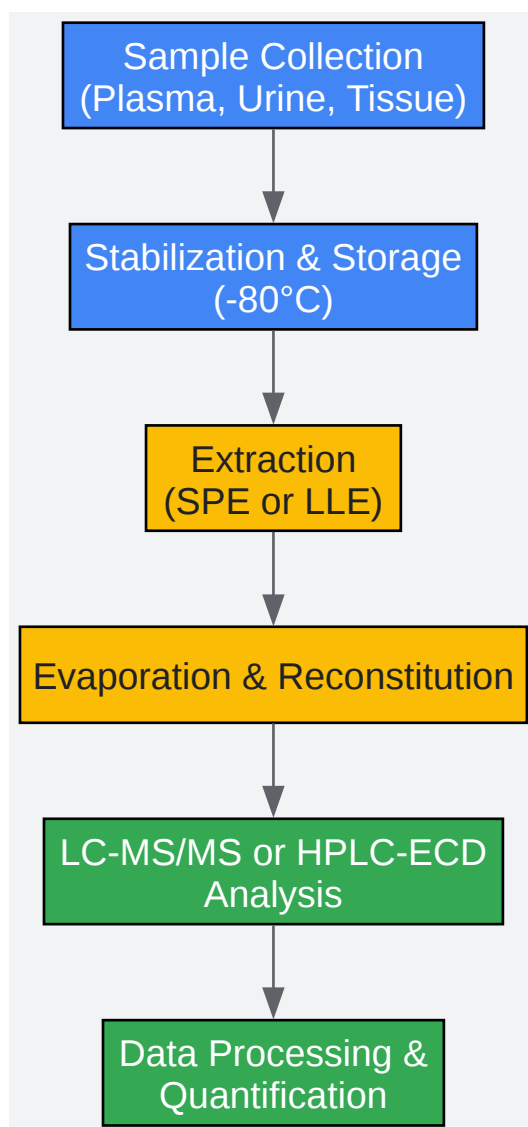 Sample Collection
(Plasma, Urine, Tissue)
Stabilization & Storage
(-80°C)
Extraction
(SPE or LLE)
Evaporation & Reconstitution
LC-MS/MS or HPLC-ECD
Analysis
Data Processing &
Quantification